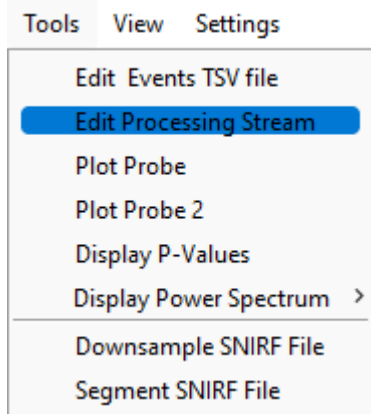 Tools View Settings
Edit Events TSV file
Edit Processing Stream
Plot Probe
Plot Probe 2
Display P-Values
Display Power Spectrum >
Downsample SNIRF File
Segment SNIRF File